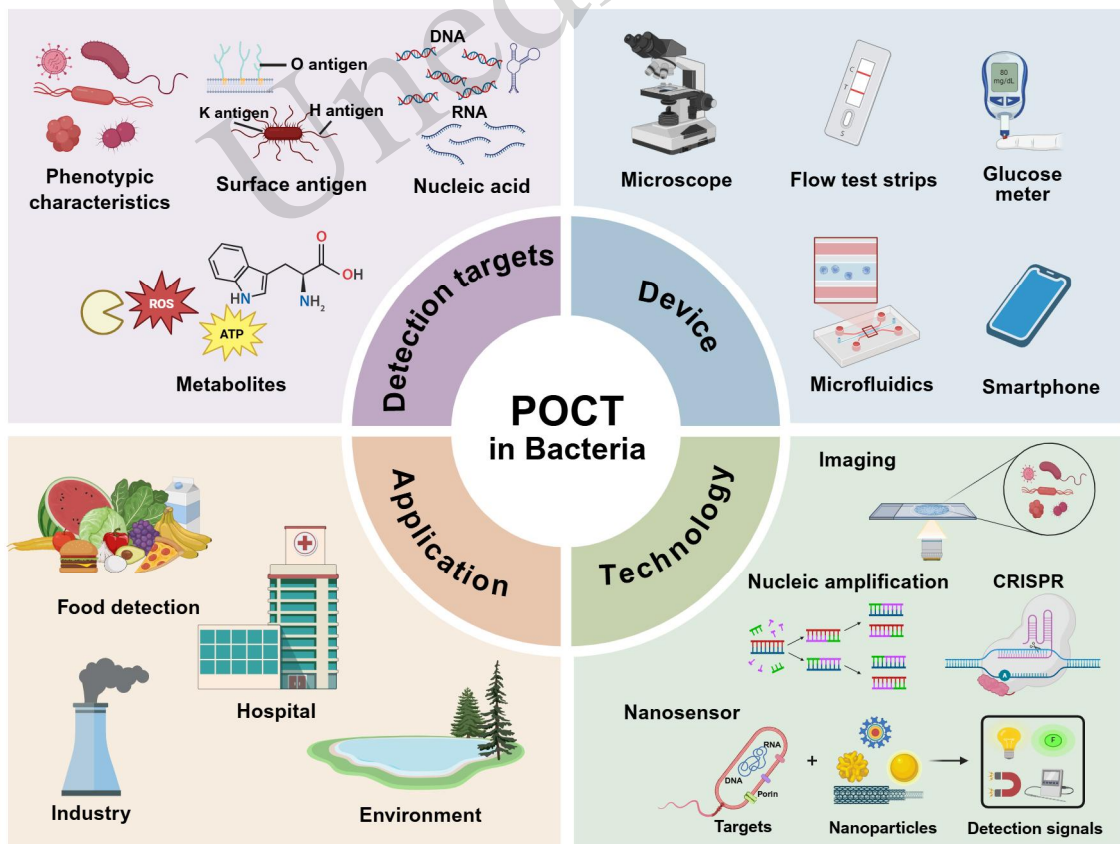 Uned
DNA
O antigen
K antigen
H antigen
RNA
Phenotypic
characteristics
Surface antigen
Nucleic acid
ROS
ATP
O
OH
NH₂
HN
Metabolites
Detection targets
C
T
S
80
mg/dL
Microscope
Flow test strips
Glucose
meter
Microfluidics
Smartphone
Device
POCT
in Bacteria
Application
Food detection
Hospital
Industry
Environment
Technology
Imaging
Nucleic amplification
CRISPR
A
Nanosensor
RNA
DNA
Porin
+
F
Targets
Nanoparticles
Detection signals